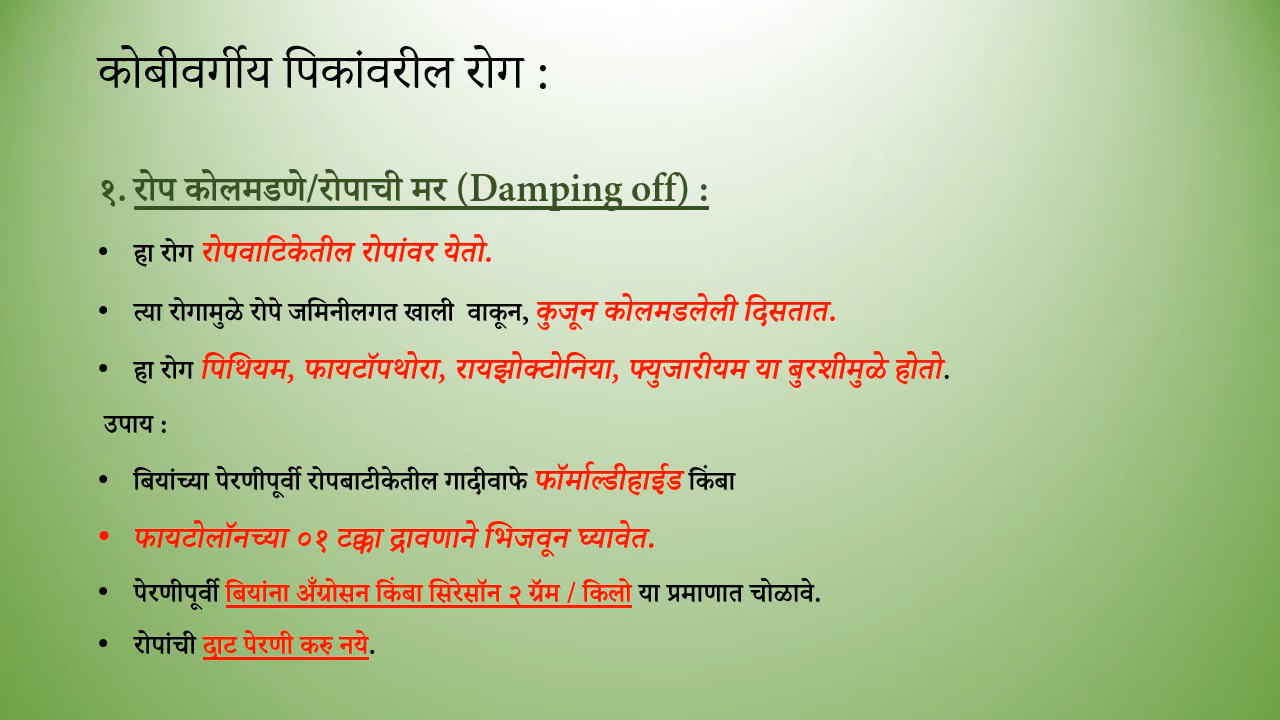 कोबीवर्गीय पिकांवरील रोग :
१. रोप कोलमडणे/रोपाची मर (Damping off) :
• हा रोग रोपवाटिकेतील रोपांवर येतो.
• त्या रोगामुळे रोपे जमिनीलगत खाली वाकून, कुजून कोलमडलेली दिसतात.
• हा रोग पिथियम, फायटॉपथोरा, रायझोक्टोनिया, फ्युजारीयम या बुरशीमुळे होतो.
उपाय :
• बियांच्या पेरणीपूर्वी रोपबाटीकेतील गादीवाफे फॉर्माल्डीहाईड किंबा
• फायटोलॉनच्या ०१ टक्का द्रावणाने भिजवून घ्यावेत.
• पेरणीपूर्वी बियांना अँग्रोसन किंबा सिरेसॉन २ ग्रॅम / किलो या प्रमाणात चोळावे.
• रोपांची दाट पेरणी करु नये.